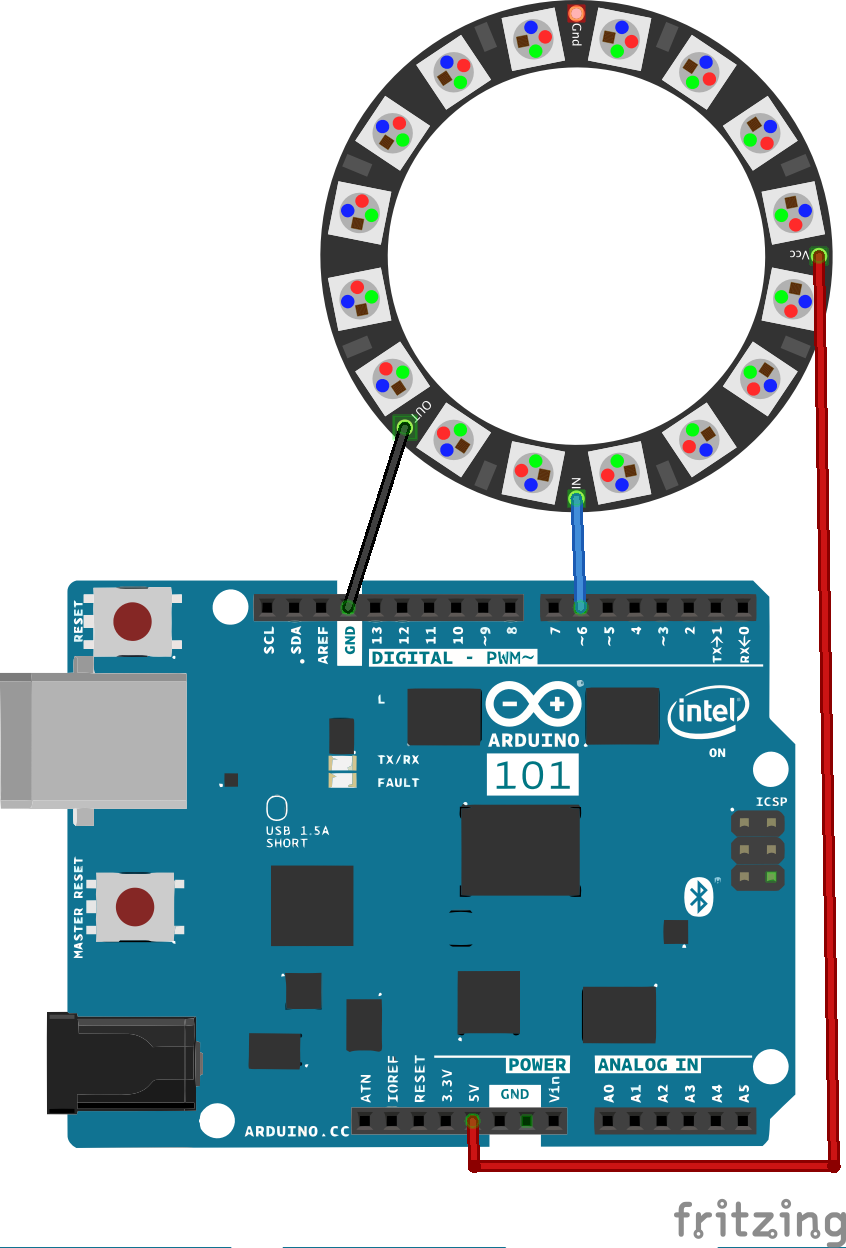 Gnd
Vcc
OUT
IN
RESET
SCL
SDA
AREF
GND
13
12
11
10
~9
8
7
~6
~5
4
~3
2
TX→1
RX←0
DIGITAL - PWM~
L
ARDUINO
intel
®
ON
TX/RX
101
FAULT
ICSP
USB 1.5A
SHORT
MASTER RESET
POWER
ANALOG IN
ATN
IOREF
RESET
3.3V
5V
GND
Vin
A0
A1
A2
A3
A4
A5
ARDUINO.CC
fritzing